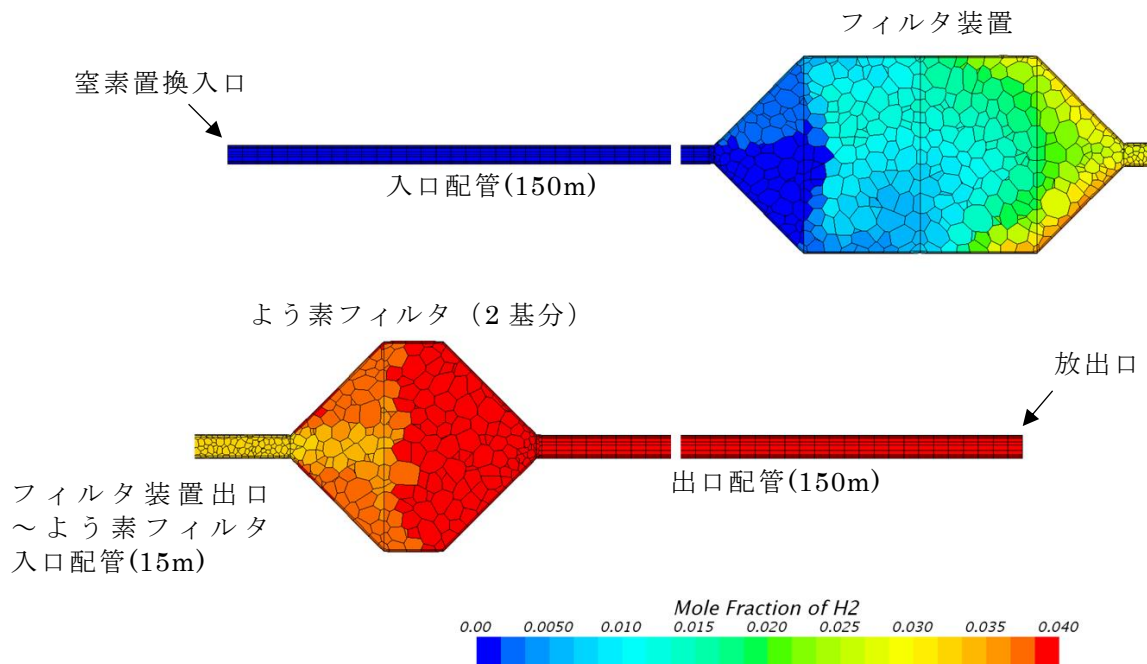 フィルタ装置
窒素置換入口
入口配管(150m)
よう素フィルタ（2 基分）
放出口
出口配管(150m)
フィルタ装置出口
～よう素フィルタ
入口配管(15m)
Mole Fraction of H2
0.00 0.0050 0.010 0.015 0.020 0.025 0.030 0.035 0.040